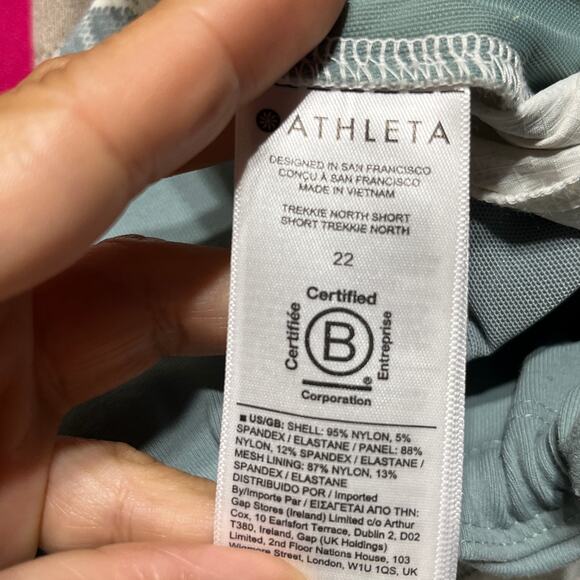 ATHLETA
DESIGNED IN SAN FRANCISCO
CONÇU À SAN FRANCISCO
MADE IN VIETNAM
TREKKIE NORTH SHORT
SHORT TREKKIE NORTH
22
Certified
Certifiée
B
Entreprise
®
Corporation
■ US/GB: SHELL: 95% NYLON, 5%
SPANDEX / ELASTANE / PANEL: 88%
NYLON, 12% SPANDEX / ELASTANE /
MESH LINING: 87% NYLON, 13%
SPANDEX / ELASTANE
DISTRIBUIDO POR / Imported
By/Importe Par / ΕΙΣΑΓΕΤΑΙ ΑΠΟ ΤΗΝ:
Gap Stores (Ireland) Limited c/o Arthur
Cox, 10 Earlsfort Terrace, Dublin 2, D02
T380, Ireland, Gap (UK Holdings)
Limited, 2nd Floor Nations House, 103
Wigmore Street, London, W1U 1QS, UK